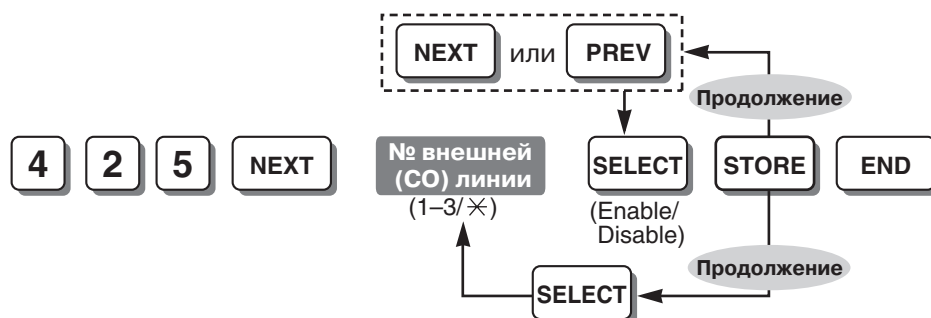 NEXT или PREV
Продолжение
4 2 5 NEXT № внешней (CO) линии SELECT STORE END
(1–3/✳)
(Enable/
Disable)
Продолжение
SELECT